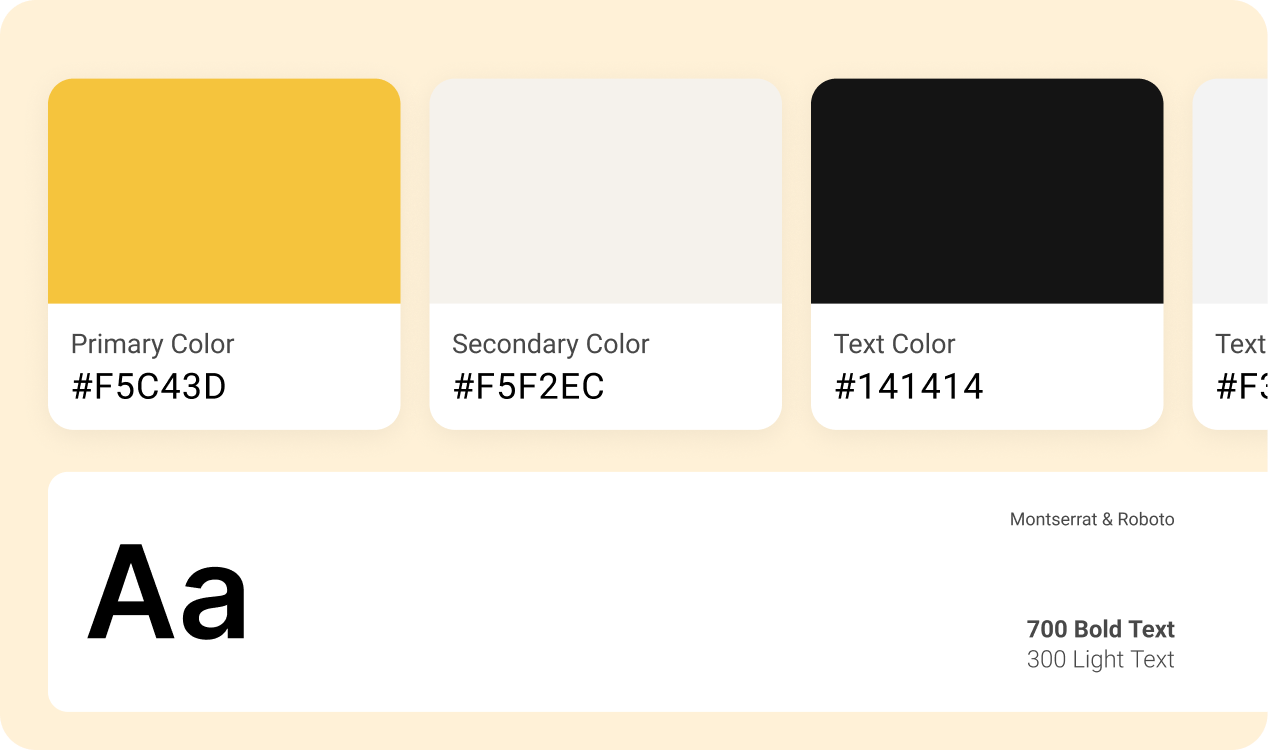 Primary Color
#F5C43D
Secondary Color
#F5F2EC
Text Color
#141414
Text
Aa
Montserrat & Roboto
700 Bold Text
300 Light Text